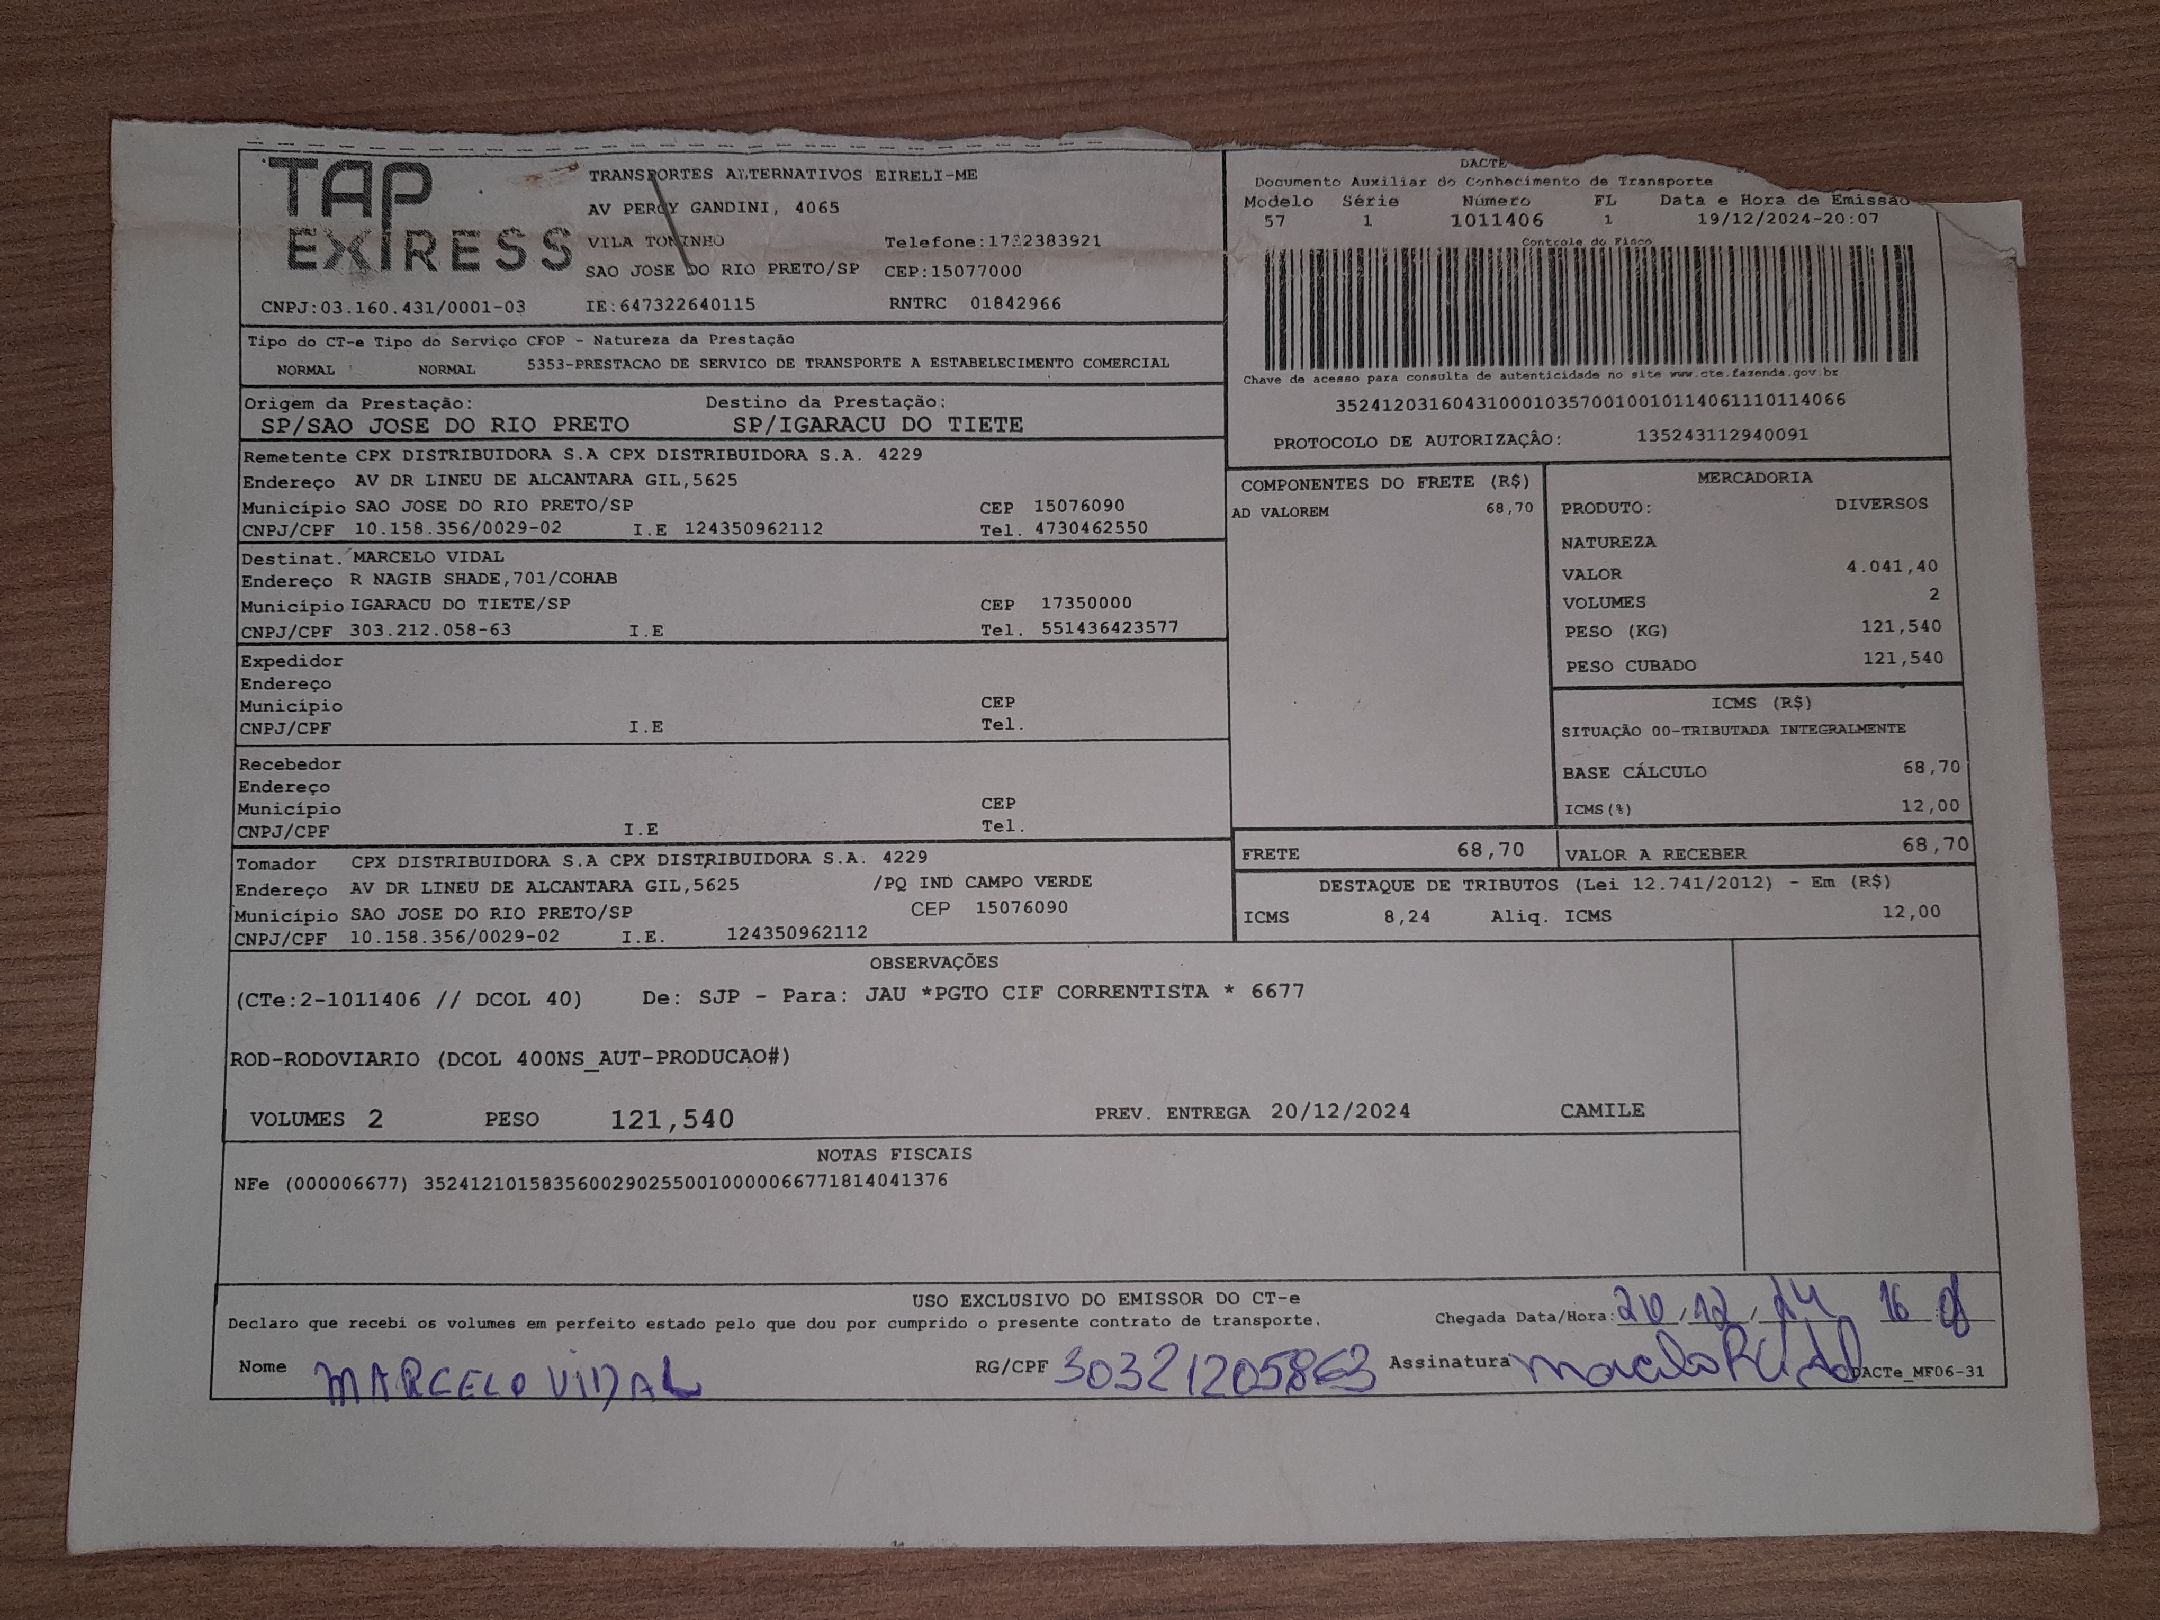 TAP
EXPRESS
TRANSPORTES ALTERNATIVOS EIRELI-ME
AV PERCY GANDINI, 4065
VILA TONINHO Telefone:1732383921
SAO JOSE DO RIO PRETO/SP CEP:15077000
CNPJ:03.160.431/0001-03 IE:647322640115 RNTRC 01842966
DACTE
Documento Auxiliar do Conhecimento de Transporte
Modelo Série Número FL Data e Hora de Emissão
57 1 1011406 1 19/12/2024-20:07
Controle do Fisco
Chave de acesso para consulta de autenticidade no site www.cte.fazenda.gov.br
35241203160431000103570010010114061110114066
PROTOCOLO DE AUTORIZAÇÃO: 135243112940091
Tipo do CT-e Tipo do Serviço CFOP - Natureza da Prestação
NORMAL NORMAL 5353-PRESTACAO DE SERVICO DE TRANSPORTE A ESTABELECIMENTO COMERCIAL
Origem da Prestação: Destino da Prestação:
SP/SAO JOSE DO RIO PRETO SP/IGARACU DO TIETE
Remetente CPX DISTRIBUIDORA S.A CPX DISTRIBUIDORA S.A. 4229
Endereço AV DR LINEU DE ALCANTARA GIL,5625
Município SAO JOSE DO RIO PRETO/SP CEP 15076090
CNPJ/CPF 10.158.356/0029-02 I.E 124350962112 Tel. 4730462550
Destinat. MARCELO VIDAL
Endereço R NAGIB SHADE,701/COHAB
Município IGARACU DO TIETE/SP CEP 17350000
CNPJ/CPF 303.212.058-63 I.E Tel. 551436423577
Expedidor
Endereço
Município CEP
CNPJ/CPF I.E Tel.
Recebedor
Endereço
Município CEP
CNPJ/CPF I.E Tel.
Tomador CPX DISTRIBUIDORA S.A CPX DISTRIBUIDORA S.A. 4229
Endereço AV DR LINEU DE ALCANTARA GIL,5625 /PQ IND CAMPO VERDE
Município SAO JOSE DO RIO PRETO/SP CEP 15076090
CNPJ/CPF 10.158.356/0029-02 I.E. 124350962112
COMPONENTES DO FRETE (R$)
AD VALOREM 68,70
MERCADORIA
PRODUTO: DIVERSOS
NATUREZA
VALOR 4.041,40
VOLUMES 2
PESO (KG) 121,540
PESO CUBADO 121,540
ICMS (R$)
SITUAÇÃO 00-TRIBUTADA INTEGRALMENTE
BASE CÁLCULO 68,70
ICMS(%) 12,00
FRETE 68,70 VALOR A RECEBER 68,70
DESTAQUE DE TRIBUTOS (Lei 12.741/2012) - Em (R$)
ICMS 8,24 Aliq. ICMS 12,00
OBSERVAÇÕES
(CTe:2-1011406 // DCOL 40) De: SJP - Para: JAU *PGTO CIF CORRENTISTA * 6677
ROD-RODOVIARIO (DCOL 400NS_AUT-PRODUCAO#)
VOLUMES 2 PESO 121,540 PREV. ENTREGA 20/12/2024 CAMILE
NOTAS FISCAIS
NFe (000006677) 35241210158356002902550010000066771814041376
USO EXCLUSIVO DO EMISSOR DO CT-e
Declaro que recebi os volumes em perfeito estado pelo que dou por cumprido o presente contrato de transporte. Chegada Data/Hora: 20/12/24 16
Nome MARCELO VIDAL RG/CPF 30321205863 Assinatura DACTe_MF06-31